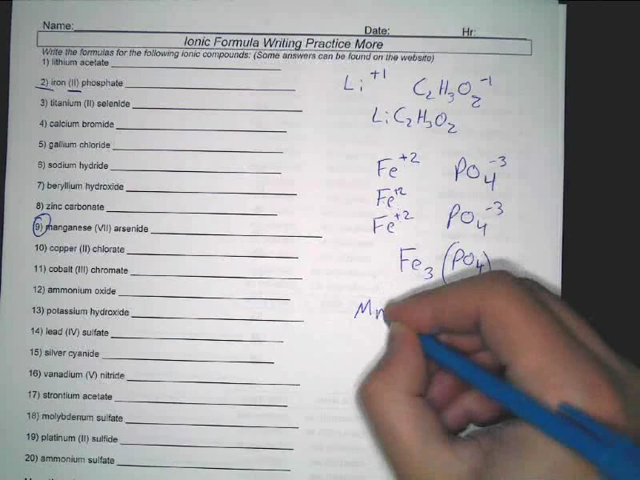 Name:
Date: Hr:
Ionic Formula Writing Practice More
Write the formulas for the following ionic compounds: (Some answers can be found on the website)
1) lithium acetate
2) iron (II) phosphate
3) titanium (II) selenide
4) calcium bromide
5) gallium chloride
6) sodium hydride
7) beryllium hydroxide
8) zinc carbonate
9) manganese (VII) arsenide
10) copper (II) chlorate
11) cobalt (III) chromate
12) ammonium oxide
13) potassium hydroxide
14) lead (IV) sulfate
15) silver cyanide
16) vanadium (V) nitride
17) strontium acetate
18) molybdenum sulfate
19) platinum (II) sulfide
20) ammonium sulfate
Li+1 C2H3O2-1
LiC2H3O2
Fe+2 PO4-3
Fe+2
Fe+2 PO4-3
Fe3(PO4)
Mn